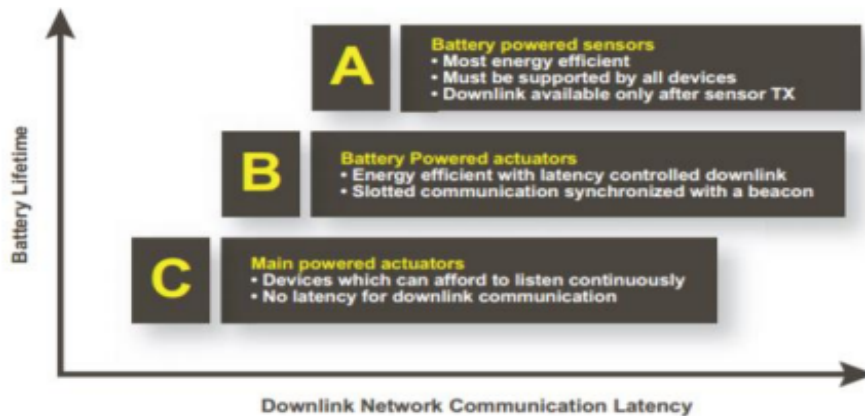 Battery Lifetime
A
Battery powered sensors
• Most energy efficient
• Must be supported by all devices
• Downlink available only after sensor TX
B
Battery Powered actuators
• Energy efficient with latency controlled downlink
• Slotted communication synchronized with a beacon
C
Main powered actuators
• Devices which can afford to listen continuously
• No latency for downlink communication
Downlink Network Communication Latency